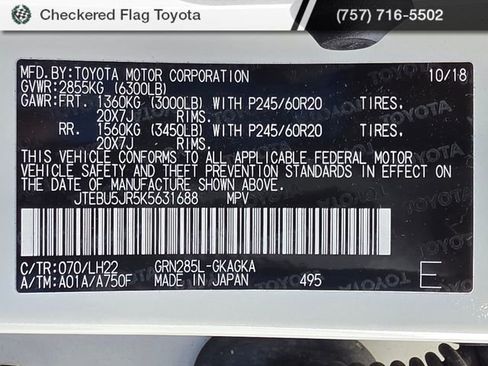 Checkered Flag Toyota (757) 716-5502
MFD.BY:TOYOTA MOTOR CORPORATION 10/18
GVWR:2855KG (6300LB)
GAWR:FRT. 1360KG (3000LB) WITH P245/60R20 TIRES.
20X7J RIMS.
RR. 1560KG (3450LB) WITH P245/60R20 TIRES.
20X7J RIMS.
THIS VEHICLE CONFORMS TO ALL APPLICABLE FEDERAL MOTOR
VEHICLE SAFETY AND THEFT PREVENTION STANDARDS IN EFFECT ON
THE DATE OF MANUFACTURE SHOWN ABOVE.
JTEBU5JR5K5631688 MPV
C/TR:070/LH22 GRN285L-GKAGKA
A/TM:A01A/A750F MADE IN JAPAN 495 E